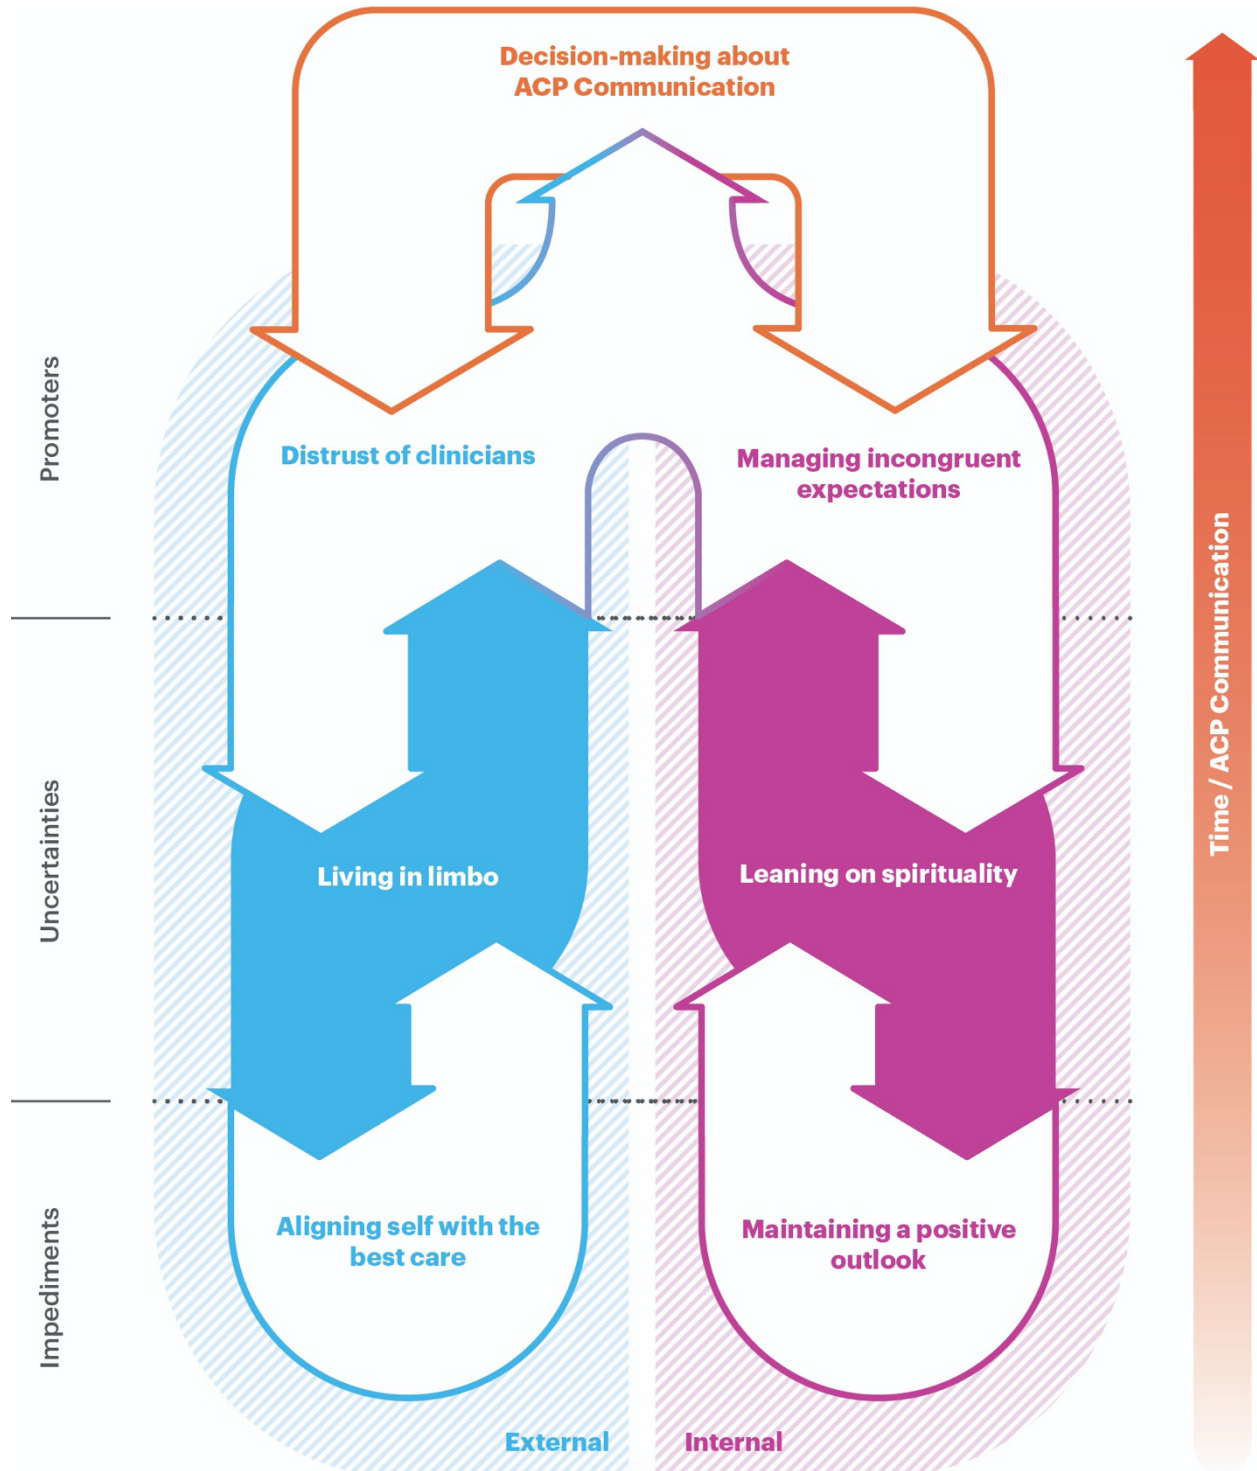 Decision-making about
ACP Communication
Promoters
Distrust of clinicians
Managing incongruent
expectations
Uncertainties
Living in limbo
Leaning on spirituality
Time / ACP Communication
Impediments
Aligning self with the
best care
Maintaining a positive
outlook
External
Internal